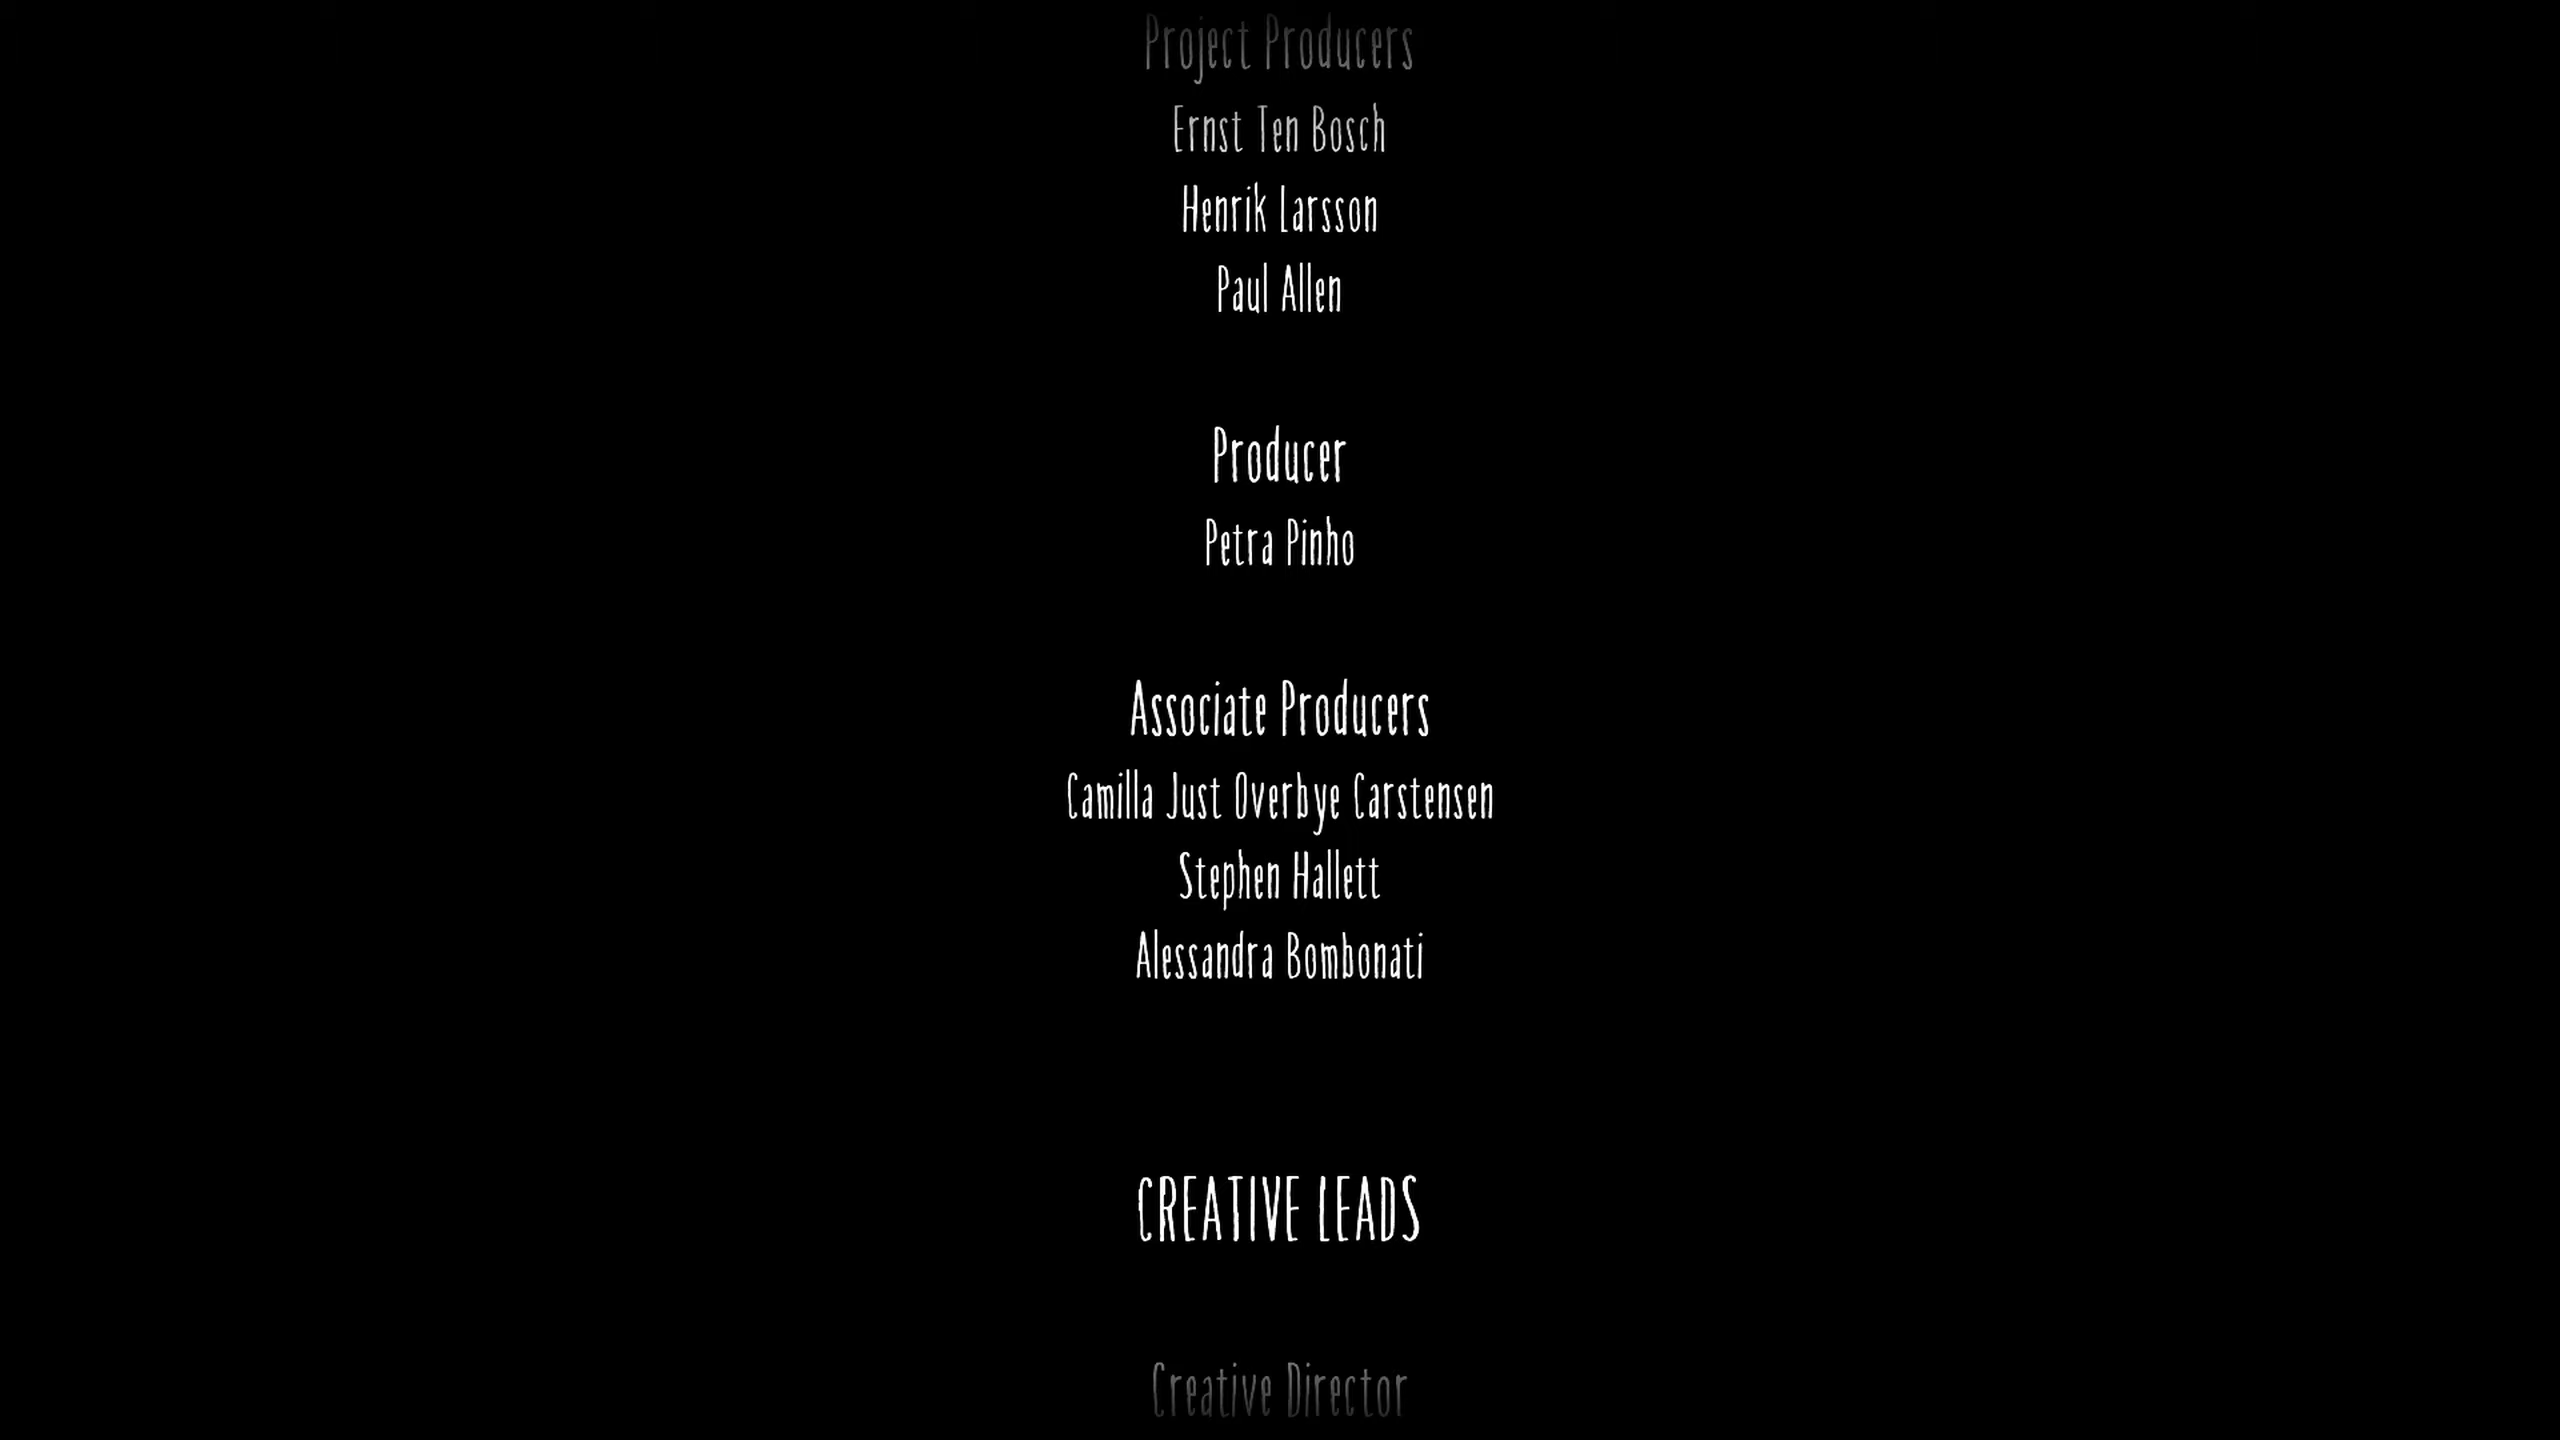 Project Producers
Ernst Ten Bosch
Henrik Larsson
Paul Allen
Producer
Petra Pinho
Associate Producers
Camilla Just Overbye Carstensen
Stephen Hallett
Alessandra Bombonati
CREATIVE LEADS
Creative Director